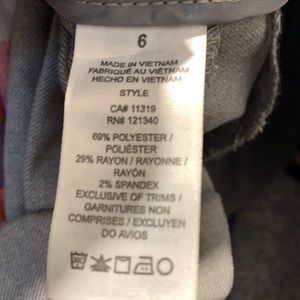 6
MADE IN VIETNAM
FABRIQUÉ AU VIÊTNAM
HECHO EN VIETNAM
STYLE
CA# 11319
RN# 121340
69% POLYESTER /
POLIÉSTER
29% RAYON / RAYONNE /
RAYÓN
2% SPANDEX
EXCLUSIVE OF TRIMS /
GARNITURES NON
COMPRISES / EXCLUYEN
DO AVIOS